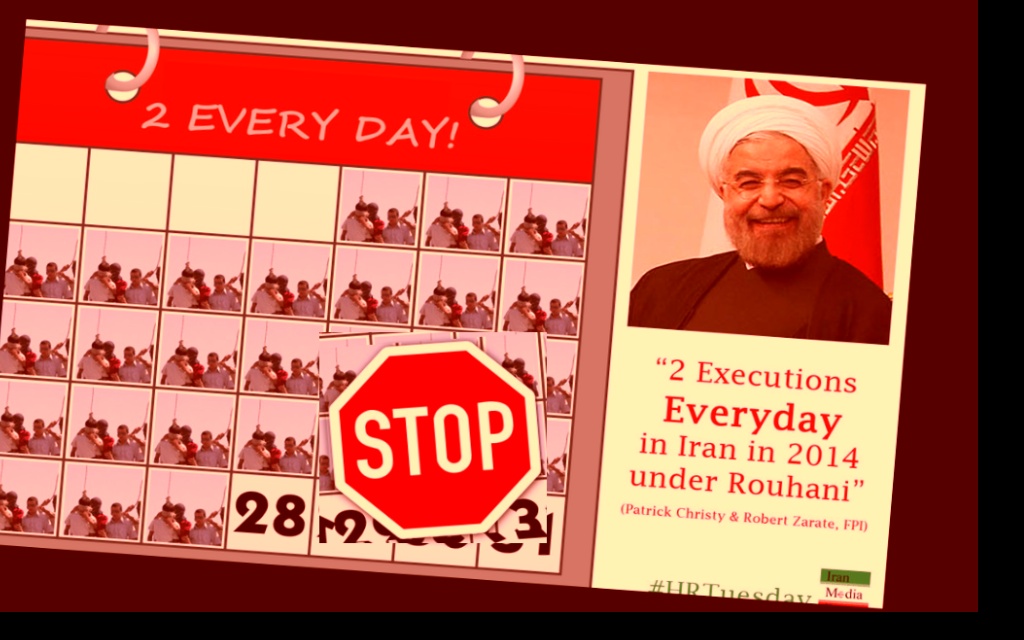 2 EVERY DAY!
STOP
28
“2 Executions
Everyday
in Iran in 2014
under Rouhani”
(Patrick Christy & Robert Zarate, FPI)
#HRTuesday
Iran
Media